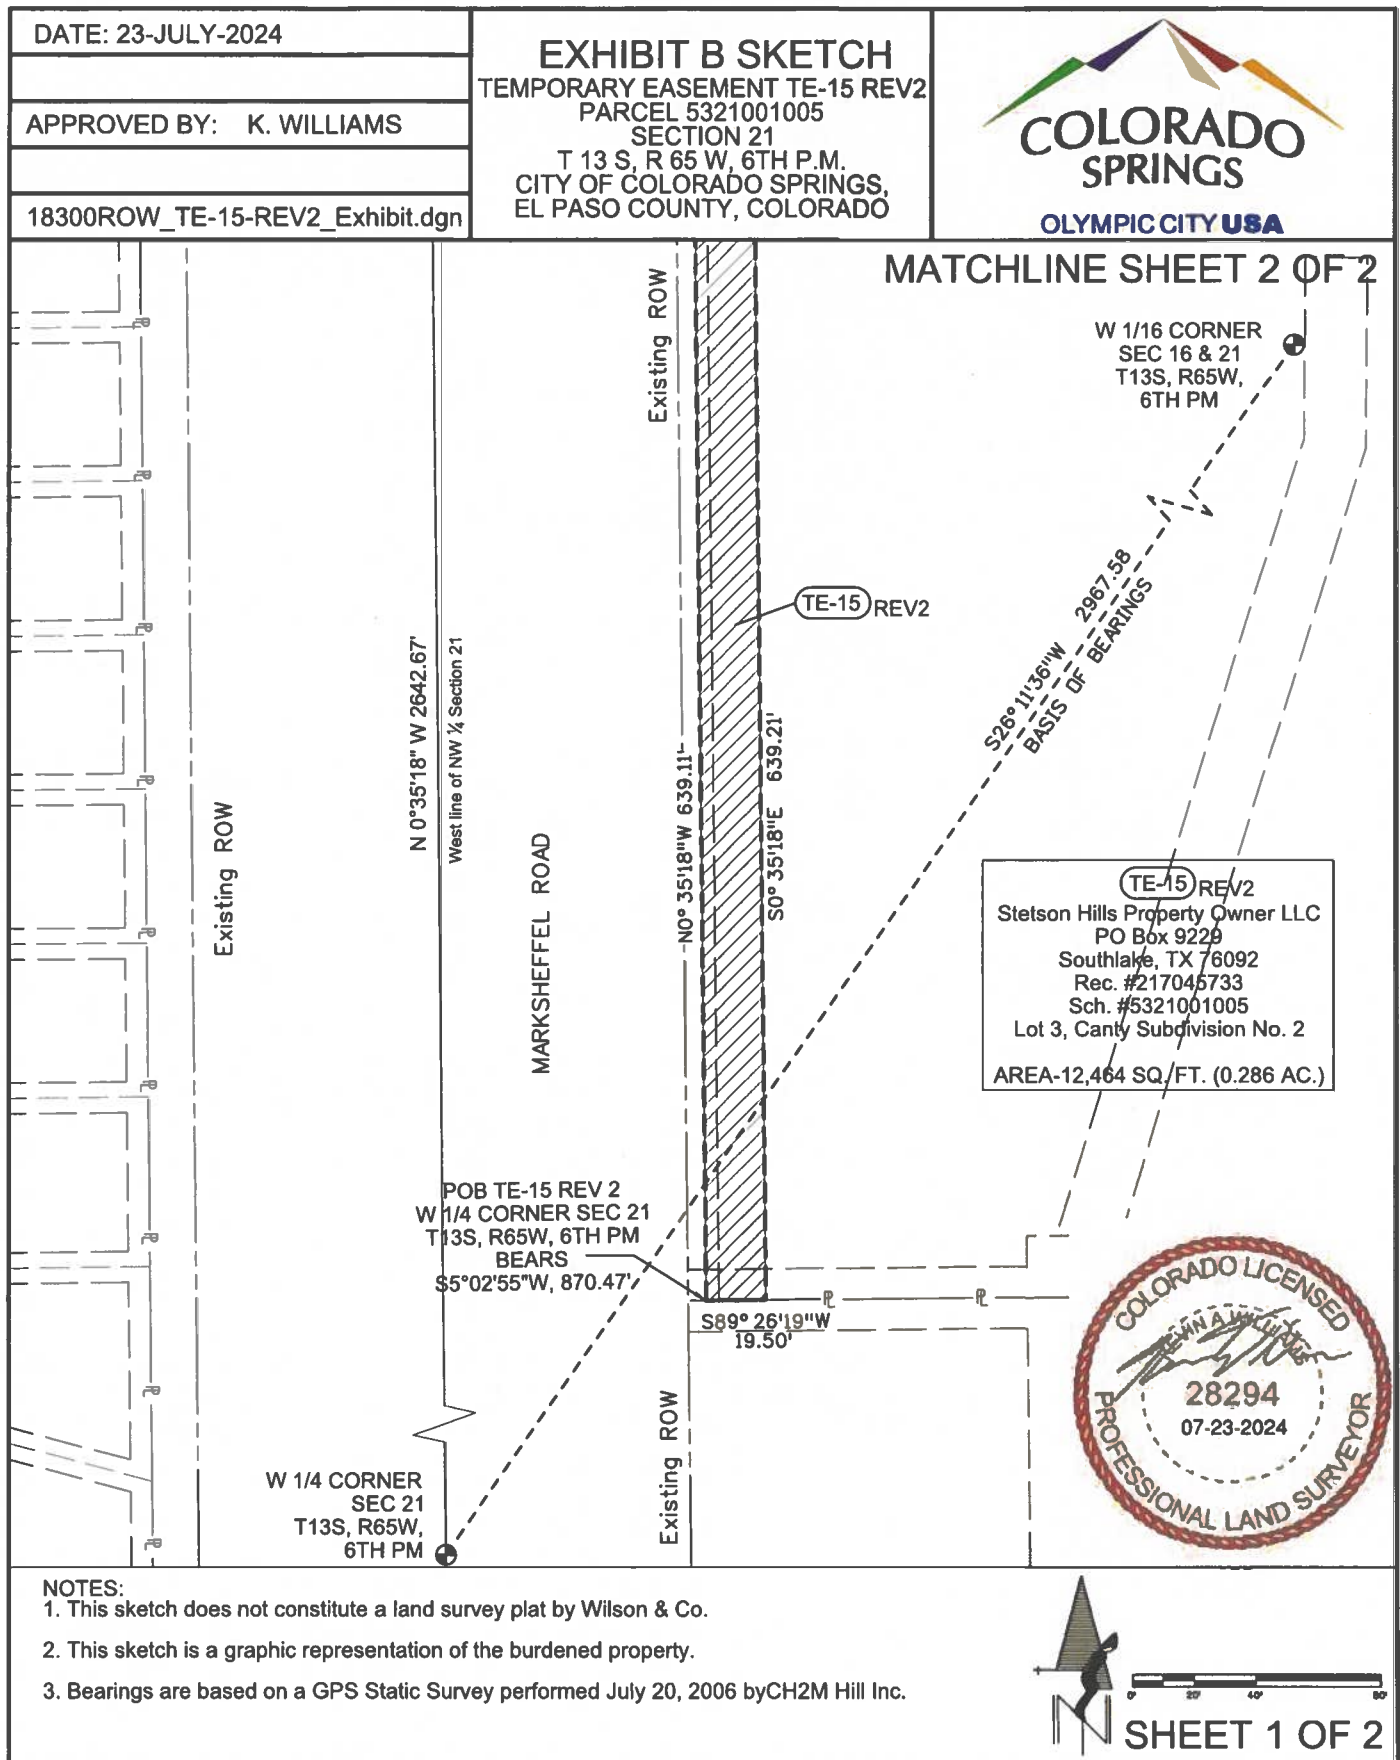 DATE: 23-JULY-2024
APPROVED BY: K. WILLIAMS
18300ROW_TE-15-REV2_Exhibit.dgn
EXHIBIT B SKETCH
TEMPORARY EASEMENT TE-15 REV2
PARCEL 5321001005
SECTION 21
T 13 S, R 65 W, 6TH P.M.
CITY OF COLORADO SPRINGS,
EL PASO COUNTY, COLORADO
COLORADO
SPRINGS
OLYMPIC CITY USA
MATCHLINE SHEET 2 OF 2
W 1/16 CORNER
SEC 16 & 21
T13S, R65W,
6TH PM
Existing ROW
TE-15 REV2
S26°11'36"W 2967.58
BASIS OF BEARINGS
N 0°35'18" W 2642.67'
West line of NW ¼ Section 21
N0° 35'18"W 639.11'
S0° 35'18"E 639.21'
Existing ROW
MARKSHEFFEL ROAD
TE-15 REV2
Stetson Hills Property Owner LLC
PO Box 9229
Southlake, TX 76092
Rec. #217045733
Sch. #5321001005
Lot 3, Canty Subdivision No. 2
AREA-12,464 SQ. FT. (0.286 AC.)
POB TE-15 REV 2
W 1/4 CORNER SEC 21
T13S, R65W, 6TH PM
BEARS
S5°02'55"W, 870.47'
S89° 26'19"W
19.50'
Existing ROW
W 1/4 CORNER
SEC 21
T13S, R65W,
6TH PM
COLORADO LICENSED
KEVIN A. WILLIAMS
28294
07-23-2024
PROFESSIONAL LAND SURVEYOR
NOTES:
1. This sketch does not constitute a land survey plat by Wilson & Co.
2. This sketch is a graphic representation of the burdened property.
3. Bearings are based on a GPS Static Survey performed July 20, 2006 byCH2M Hill Inc.
N
0' 20' 40' 80'
SHEET 1 OF 2